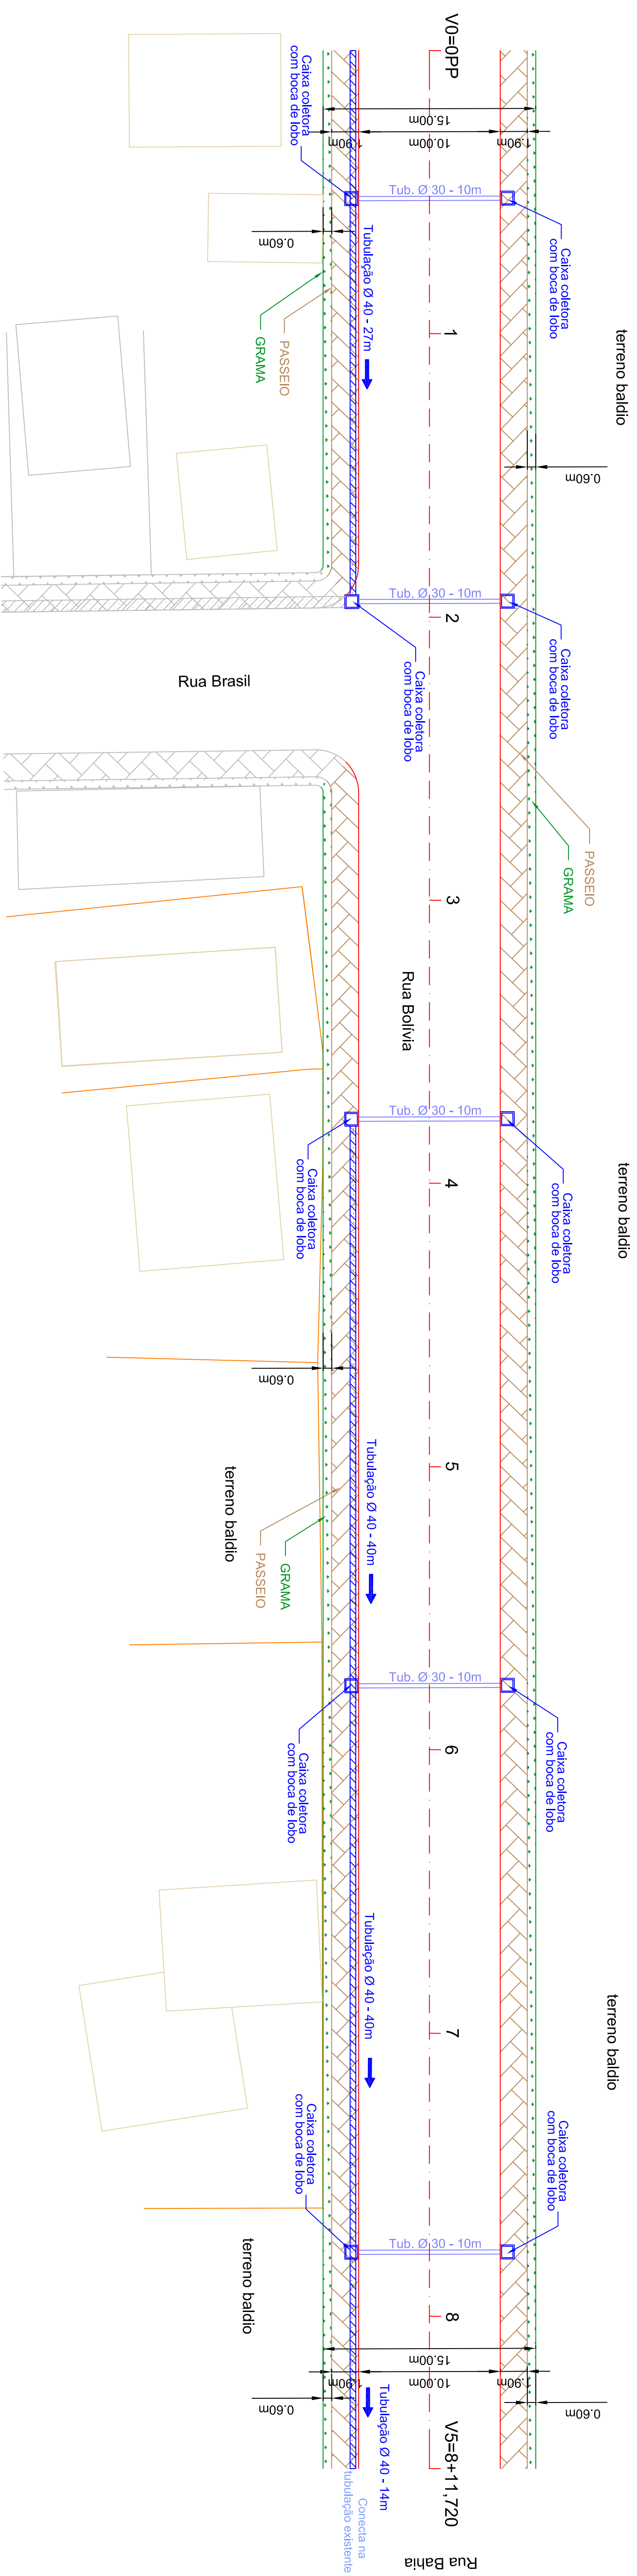 V0=0PP
15.00m
1.90m
10.00m
1.90m
Caixa coletora
com boca de lobo
Tub. Ø 30 - 10m
Caixa coletora
com boca de lobo
0.60m
Tubulação Ø 40 - 27m
1
terreno baldio
PASSEIO
GRAMA
0.60m
Tub. Ø 30 - 10m
2
Caixa coletora
com boca de lobo
Caixa coletora
com boca de lobo
Rua Brasil
PASSEIO
GRAMA
3
Rua Bolívia
Tub. Ø 30 - 10m
Caixa coletora
com boca de lobo
Caixa coletora
com boca de lobo
4
terreno baldio
0.60m
5
Tubulação Ø 40 - 40m
terreno baldio
GRAMA
PASSEIO
Tub. Ø 30 - 10m
6
Caixa coletora
com boca de lobo
Caixa coletora
com boca de lobo
Tubulação Ø 40 - 40m
7
terreno baldio
Caixa coletora
com boca de lobo
Caixa coletora
com boca de lobo
Tub. Ø 30 - 10m
terreno baldio
8
15.00m
1.90m
10.00m
1.90m
0.60m
0.60m
Tubulação Ø 40 - 14m
V5=8+11,720
Conecta na
tubulação existente
Rua Bahia